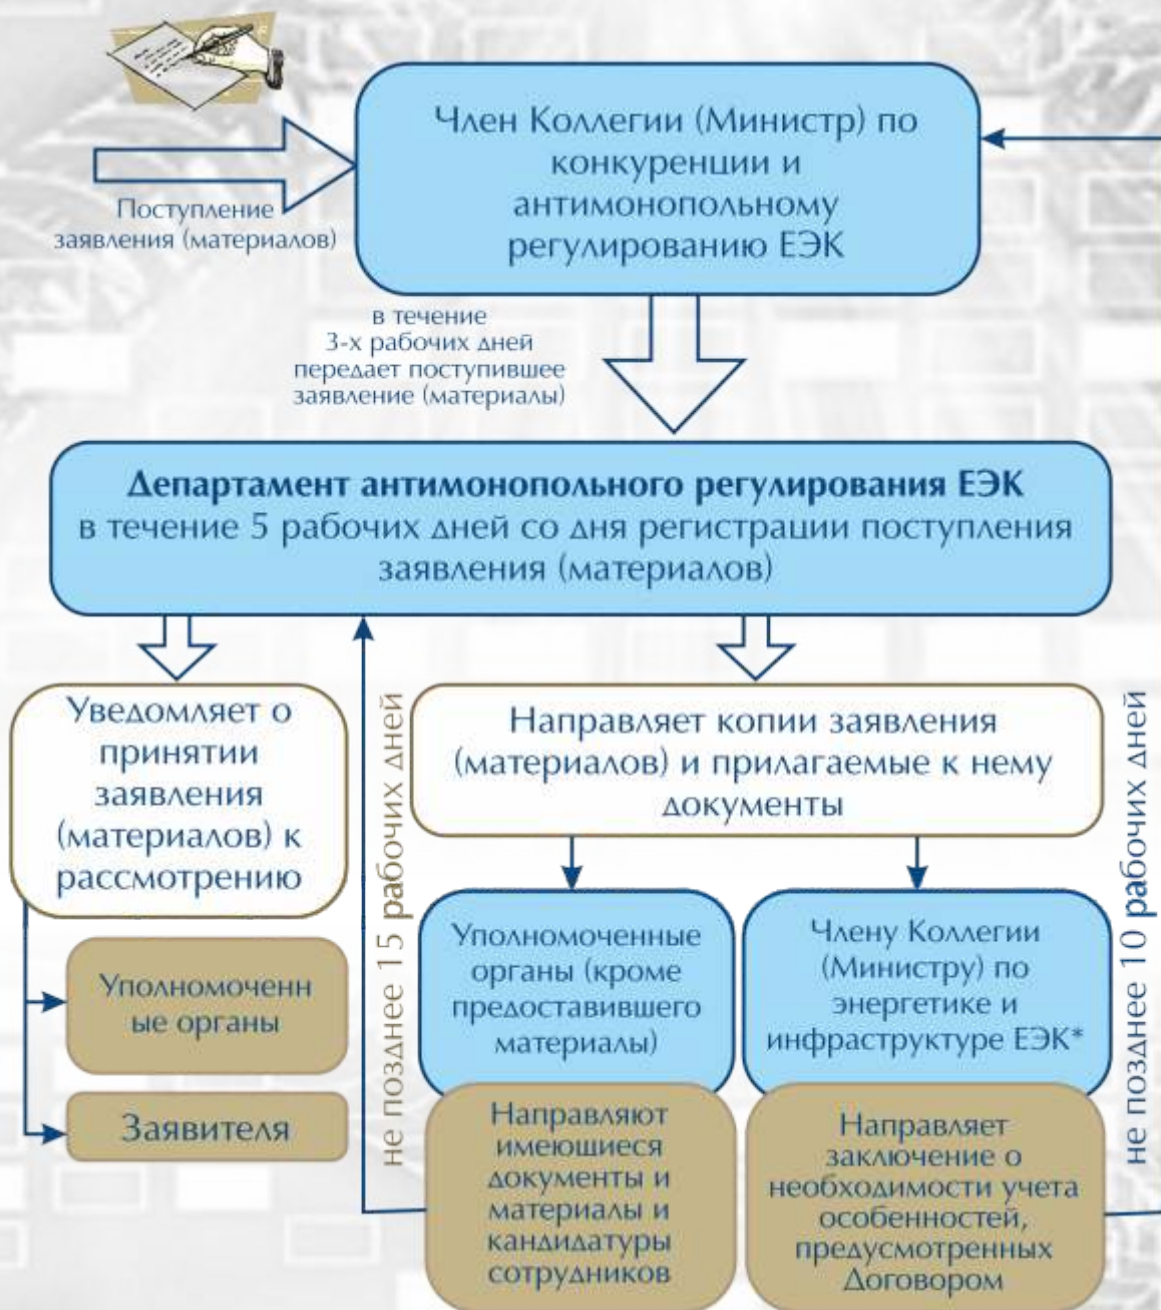 Поступление
заявления (материалов)
Член Коллегии (Министр) по
конкуренции и
антимонопольному
регулированию ЕЭК
в течение
3-х рабочих дней
передает поступившее
заявление (материалы)
Департамент антимонопольного регулирования ЕЭК
в течение 5 рабочих дней со дня регистрации поступления
заявления (материалов)
Уведомляет о
принятии
заявления
(материалов) к
рассмотрению
Уполномоченн
ые органы
Заявителя
не позднее 15 рабочих дней
Направляет копии заявления
(материалов) и прилагаемые к нему
документы
Уполномоченные
органы (кроме
предоставившего
материалы)
Направляют
имеющиеся
документы и
материалы и
кандидатуры
сотрудников
Члену Коллегии
(Министру) по
энергетике и
инфраструктуре ЕЭК*
Направляет
заключение о
необходимости учета
особенностей,
предусмотренных
Договором
не позднее 10 рабочих дней